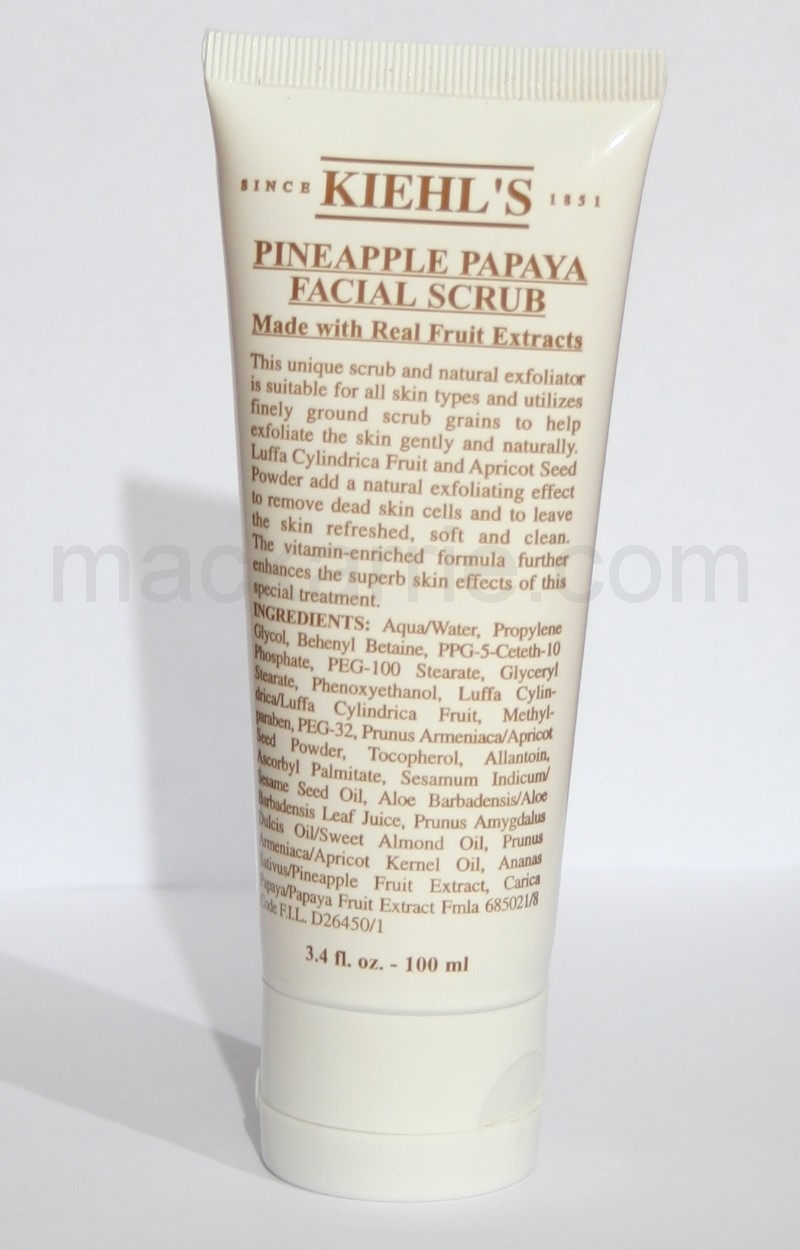 SINCE KIEHL'S 1851
PINEAPPLE PAPAYA
FACIAL SCRUB
Made with Real Fruit Extracts
This unique scrub and natural exfoliator
is suitable for all skin types and utilizes
finely ground scrub grains to help
exfoliate the skin gently and naturally.
Luffa Cylindrica Fruit and Apricot Seed
Powder add a natural exfoliating effect
to remove dead skin cells and to leave
the skin refreshed, soft and clean.
The vitamin-enriched formula further
enhances the superb skin effects of this
special treatment.
INGREDIENTS: Aqua/Water, Propylene
Glycol, Behenyl Betaine, PPG-5-Ceteth-10
Phosphate, PEG-100 Stearate, Glyceryl
Stearate, Phenoxyethanol, Luffa Cylin-
drica/Luffa Cylindrica Fruit, Methyl-
paraben, PEG-32, Prunus Armeniaca/Apricot
Seed Powder, Tocopherol, Allantoin,
Ascorbyl Palmitate, Sesamum Indicum/
Sesame Seed Oil, Aloe Barbadensis/Aloe
Barbadensis Leaf Juice, Prunus Amygdalus
Dulcis Oil/Sweet Almond Oil, Prunus
Armeniaca/Apricot Kernel Oil, Ananas
Sativus/Pineapple Fruit Extract, Carica
Papaya/Papaya Fruit Extract Fmla 685021/8
Code F.I.L. D26450/1
3.4 fl. oz. - 100 ml